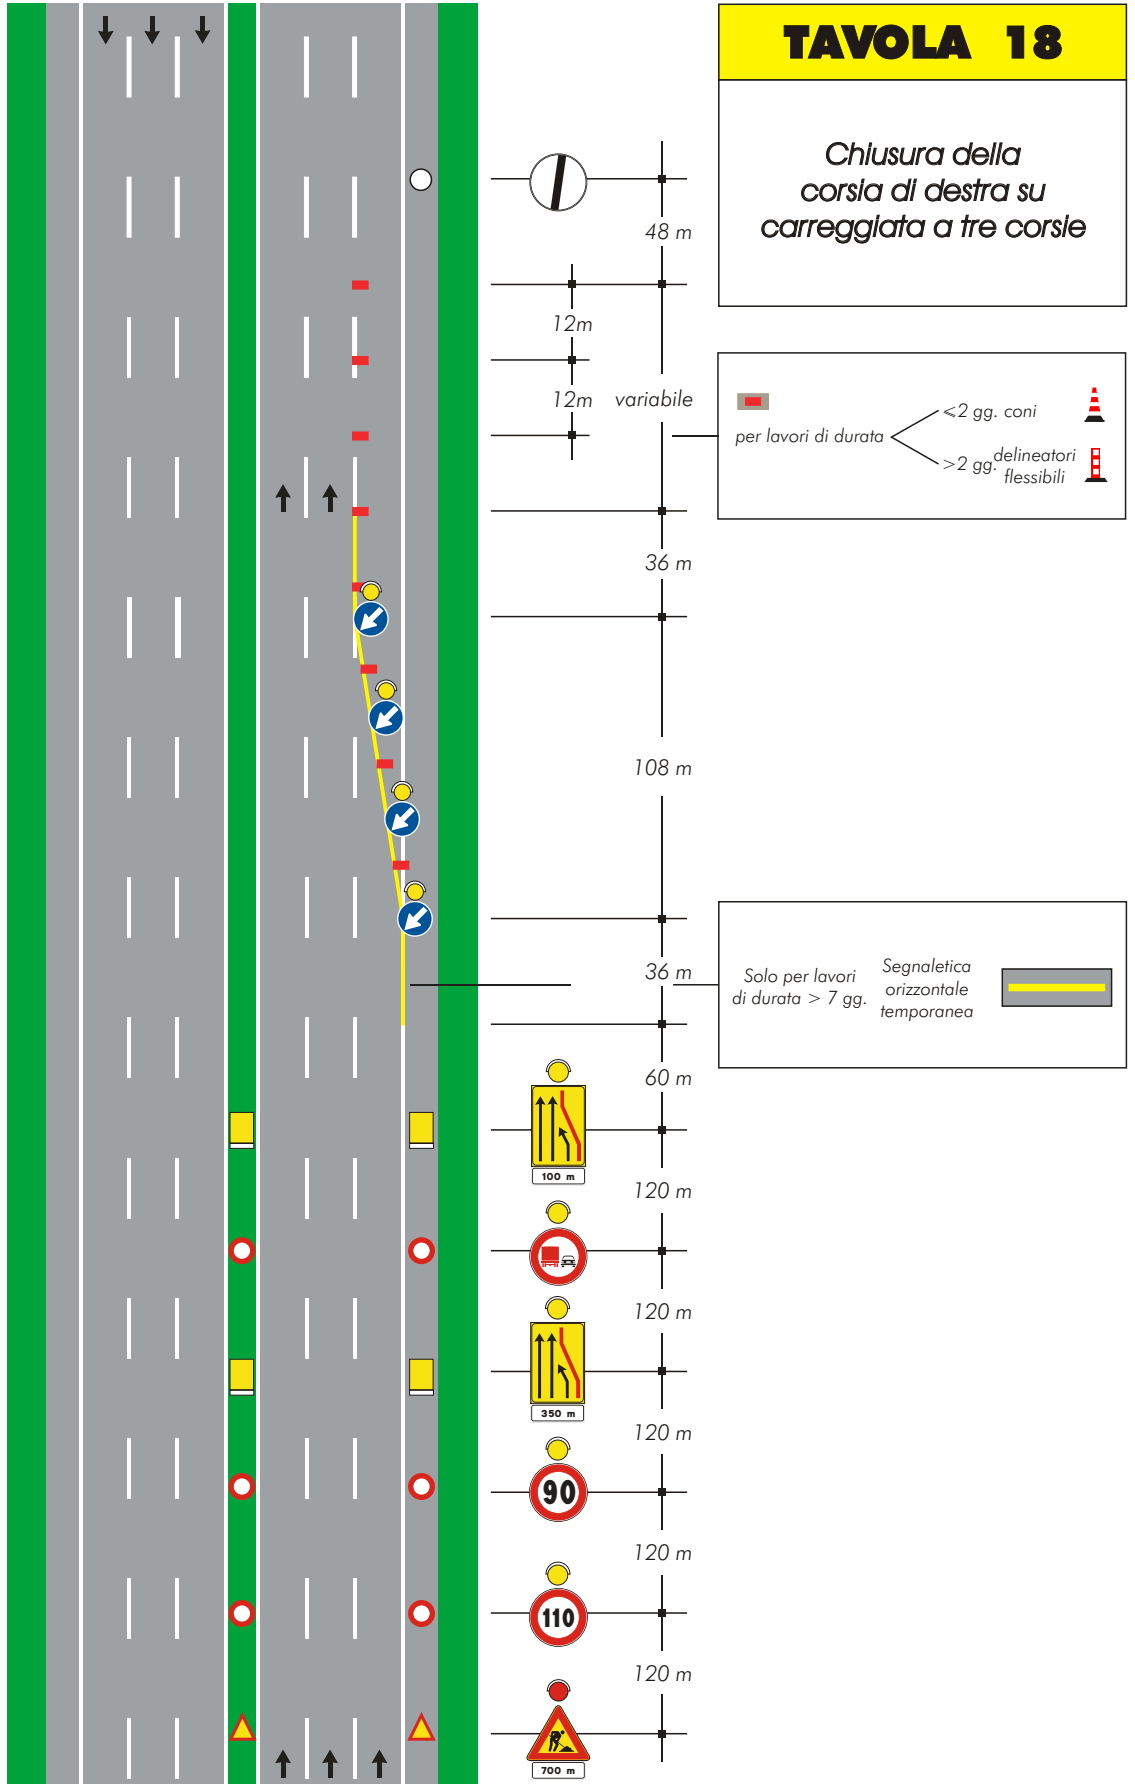 TAVOLA 18
Chiusura della
corsia di destra su
carreggiata a tre corsie
48 m
12m
12m
variabile
per lavori di durata
<2 gg. coni
>2 gg.
delineatori
flessibili
36 m
108 m
36 m
Solo per lavori
di durata > 7 gg.
Segnaletica
orizzontale
temporanea
60 m
100 m
120 m
120 m
350 m
120 m
90
120 m
110
120 m
700 m